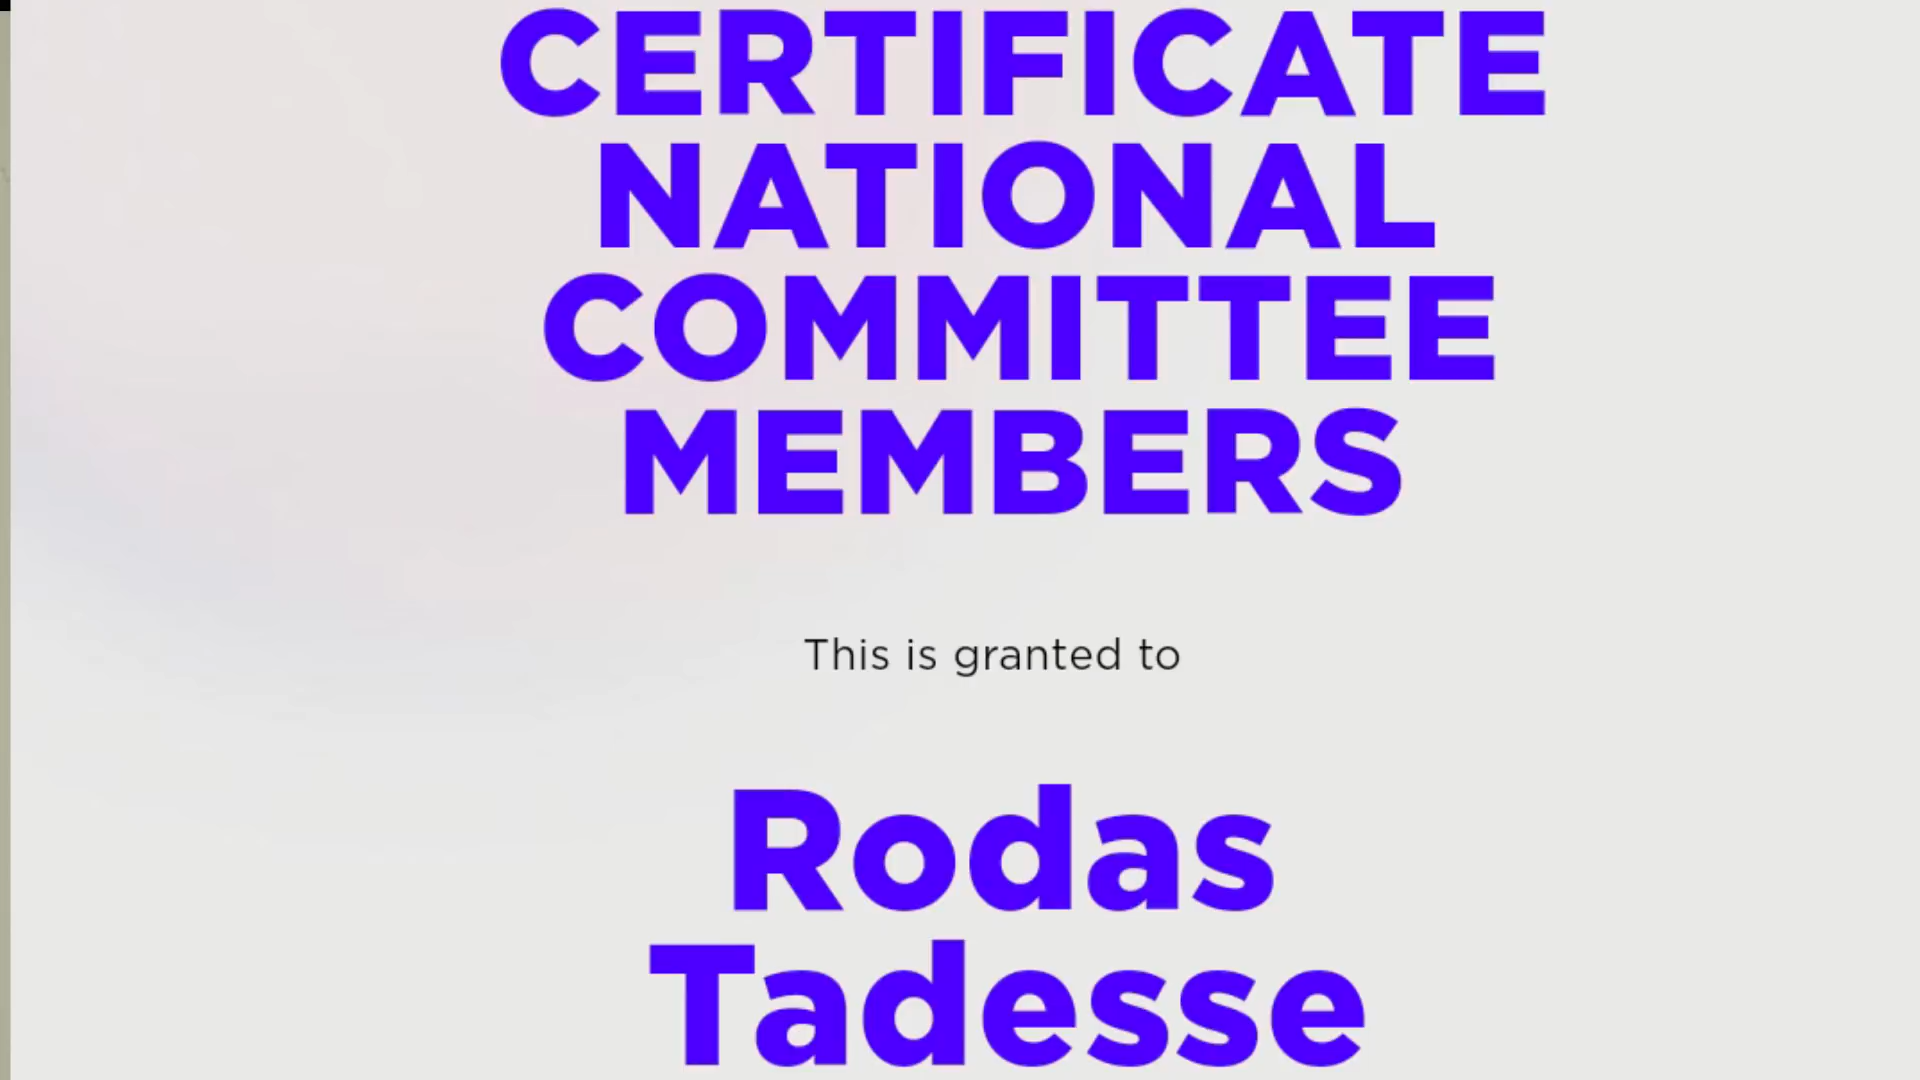 CERTIFICATE
NATIONAL
COMMITTEE
MEMBERS
This is granted to
Rodas
Tadesse